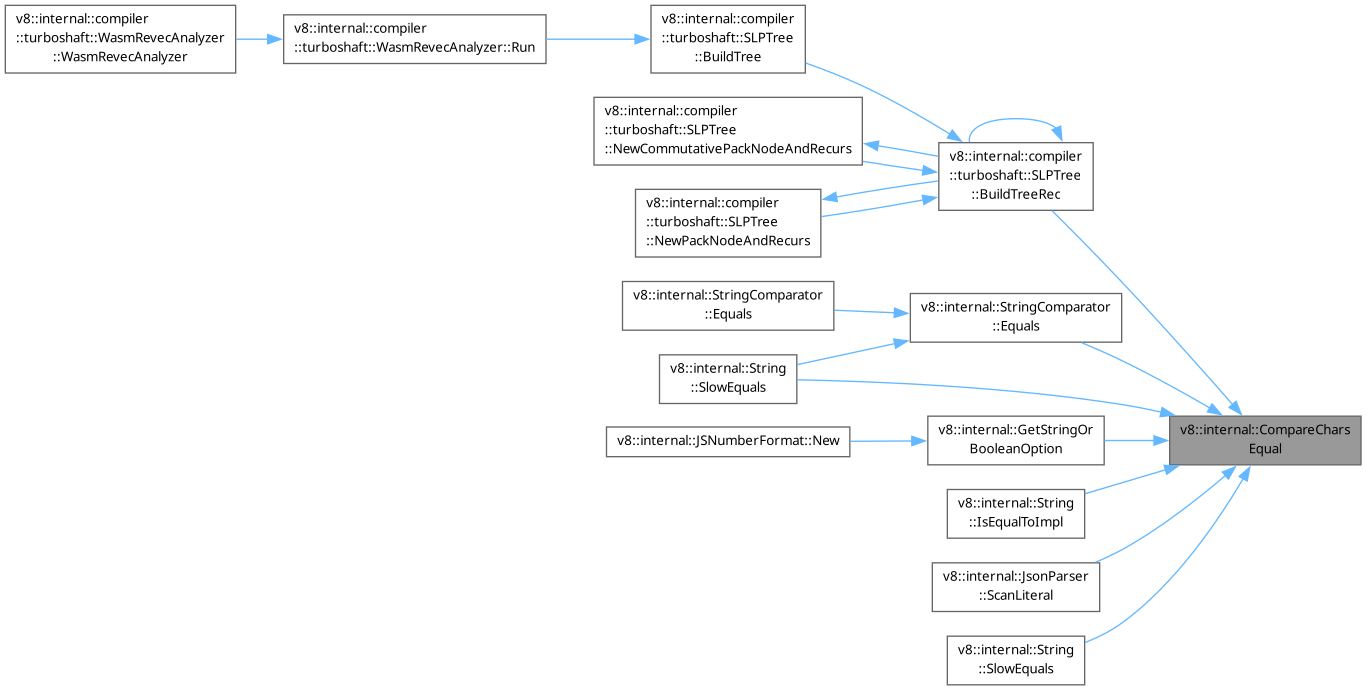 v8::internal::compiler
::turboshaft::WasmRevecAnalyzer
::WasmRevecAnalyzer
v8::internal::compiler
::turboshaft::WasmRevecAnalyzer::Run
v8::internal::compiler
::turboshaft::SLPTree
::BuildTree
v8::internal::compiler
::turboshaft::SLPTree
::NewCommutativePackNodeAndRecurs
v8::internal::compiler
::turboshaft::SLPTree
::BuildTreeRec
v8::internal::compiler
::turboshaft::SLPTree
::NewPackNodeAndRecurs
v8::internal::StringComparator
::Equals
v8::internal::StringComparator
::Equals
v8::internal::String
::SlowEquals
v8::internal::JSNumberFormat::New
v8::internal::GetStringOr
BooleanOption
v8::internal::CompareChars
Equal
v8::internal::String
::IsEqualToImpl
v8::internal::JsonParser
::ScanLiteral
v8::internal::String
::SlowEquals